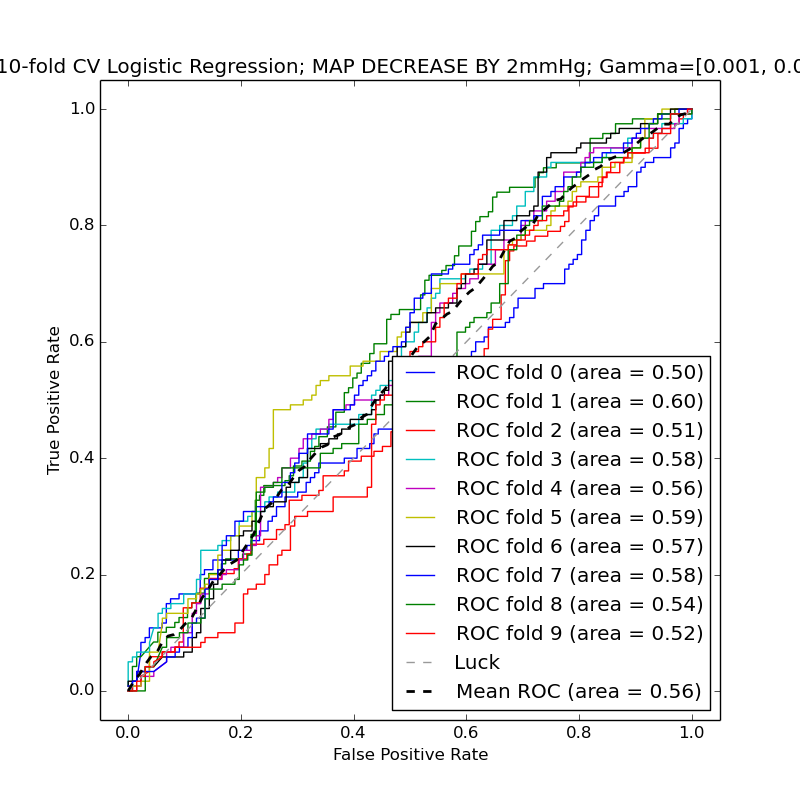 10-fold CV Logistic Regression; MAP DECREASE BY 2mmHg; Gamma=[0.001, 0.0
1.0
0.8
0.6
0.4
0.2
0.0
True Positive Rate
ROC fold 0 (area = 0.50)
ROC fold 1 (area = 0.60)
ROC fold 2 (area = 0.51)
ROC fold 3 (area = 0.58)
ROC fold 4 (area = 0.56)
ROC fold 5 (area = 0.59)
ROC fold 6 (area = 0.57)
ROC fold 7 (area = 0.58)
ROC fold 8 (area = 0.54)
ROC fold 9 (area = 0.52)
Luck
Mean ROC (area = 0.56)
0.0 0.2 0.4 0.6 0.8 1.0
False Positive Rate